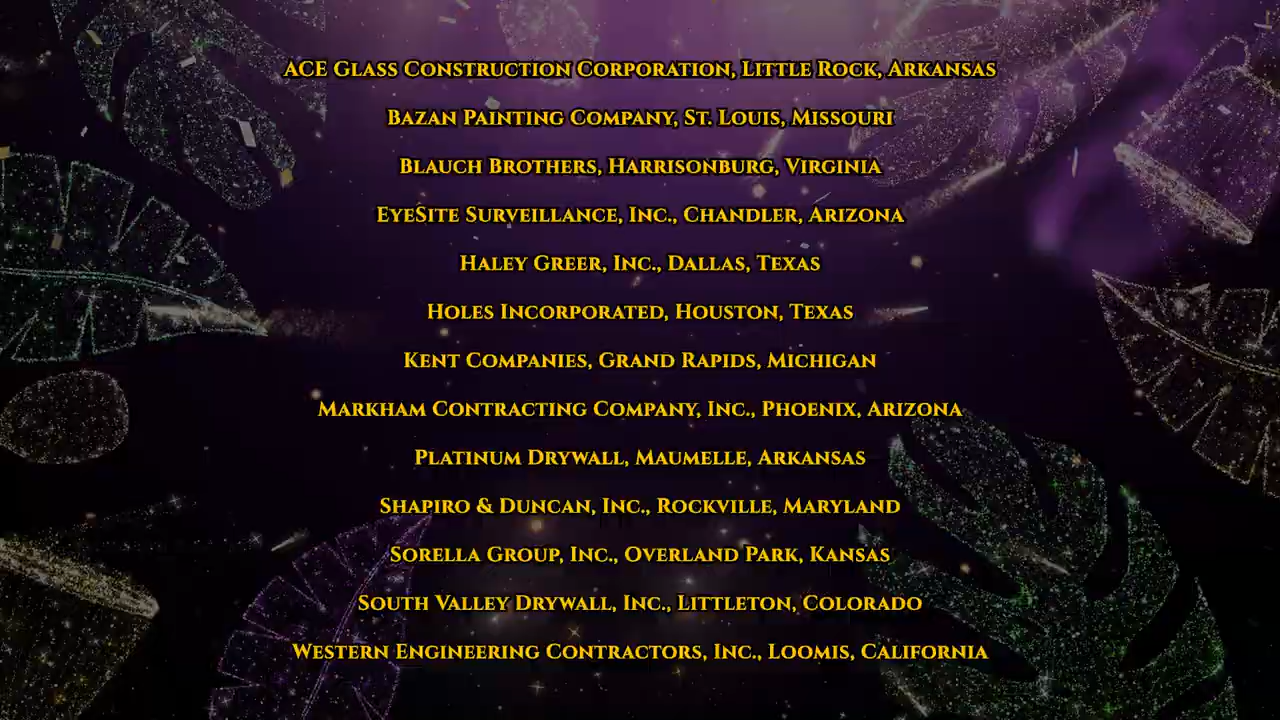 ACE Glass Construction Corporation, Little Rock, Arkansas
Bazan Painting Company, St. Louis, Missouri
Blauch Brothers, Harrisonburg, Virginia
EyeSite Surveillance, Inc., Chandler, Arizona
Haley Greer, Inc., Dallas, Texas
Holes Incorporated, Houston, Texas
Kent Companies, Grand Rapids, Michigan
Markham Contracting Company, Inc., Phoenix, Arizona
Platinum Drywall, Maumelle, Arkansas
Shapiro & Duncan, Inc., Rockville, Maryland
Sorella Group, Inc., Overland Park, Kansas
South Valley Drywall, Inc., Littleton, Colorado
Western Engineering Contractors, Inc., Loomis, California